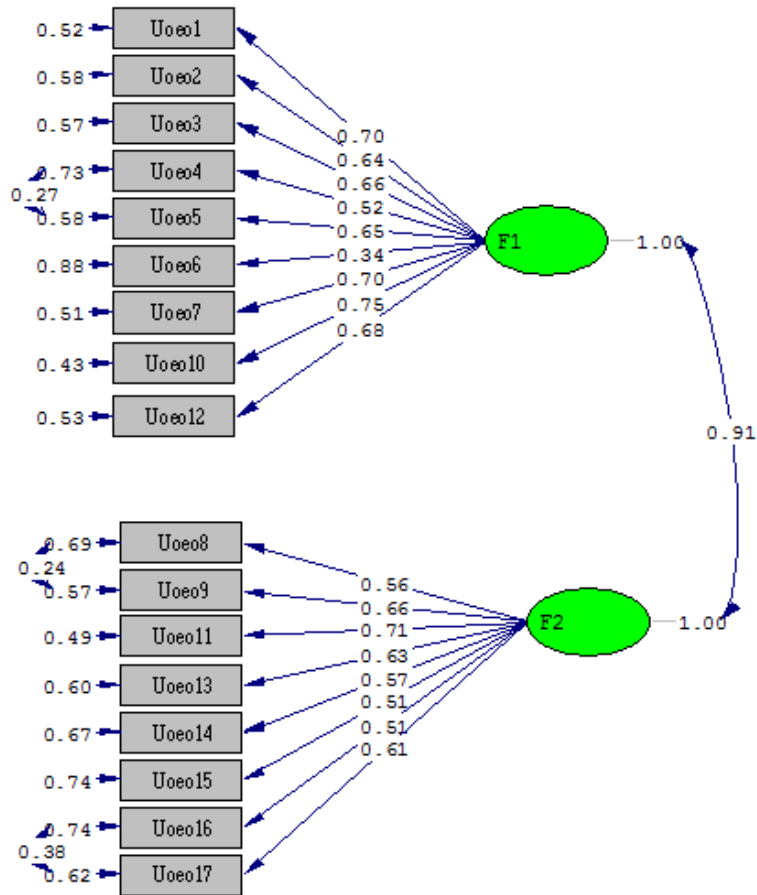 0.52 Uoeo1
0.58 Uoeo2
0.57 Uoeo3
0.73 Uoeo4
0.27
0.58 Uoeo5
0.88 Uoeo6
0.51 Uoeo7
0.43 Uoeo10
0.53 Uoeo12
0.70
0.64
0.66
0.52
0.65
0.34
0.70
0.75
0.68
F1 1.00
0.91
0.69 Uoeo8
0.24
0.57 Uoeo9
0.49 Uoeo11
0.60 Uoeo13
0.67 Uoeo14
0.74 Uoeo15
0.74 Uoeo16
0.38
0.62 Uoeo17
0.56
0.66
0.71
0.63
0.57
0.51
0.51
0.61
F2 1.00